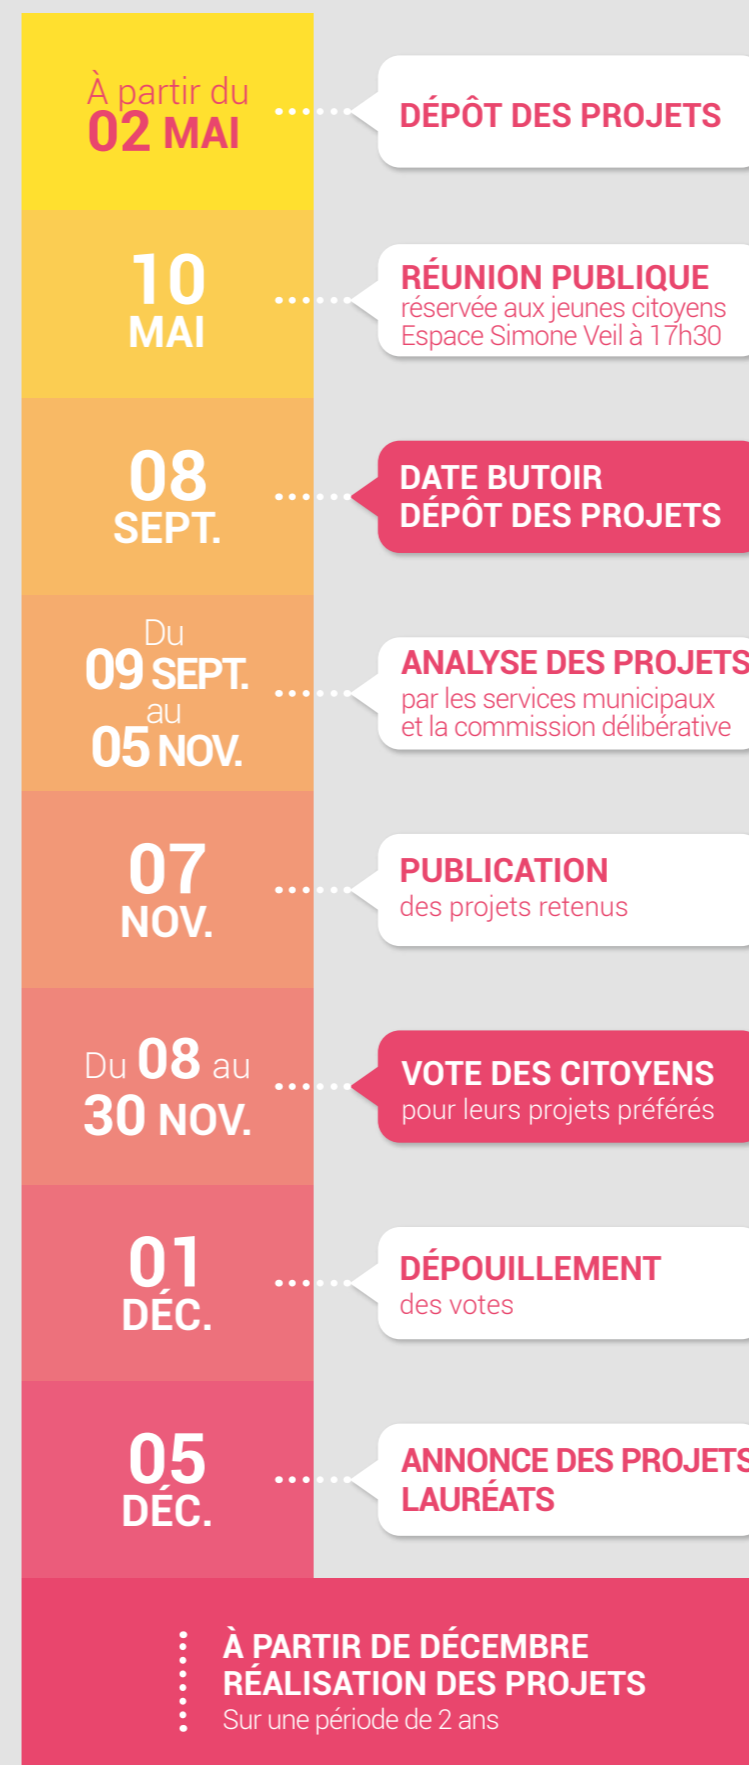 À partir du
02 MAI
DÉPÔT DES PROJETS
10
MAI
RÉUNION PUBLIQUE
réservée aux jeunes citoyens
Espace Simone Veil à 17h30
08
SEPT.
DATE BUTOIR
DÉPÔT DES PROJETS
Du
09 SEPT.
au
05 NOV.
ANALYSE DES PROJETS
par les services municipaux
et la commission délibérative
07
NOV.
PUBLICATION
des projets retenus
Du 08 au
30 NOV.
VOTE DES CITOYENS
pour leurs projets préférés
01
DÉC.
DÉPOUILLEMENT
des votes
05
DÉC.
ANNONCE DES PROJETS
LAURÉATS
À PARTIR DE DÉCEMBRE
RÉALISATION DES PROJETS
Sur une période de 2 ans